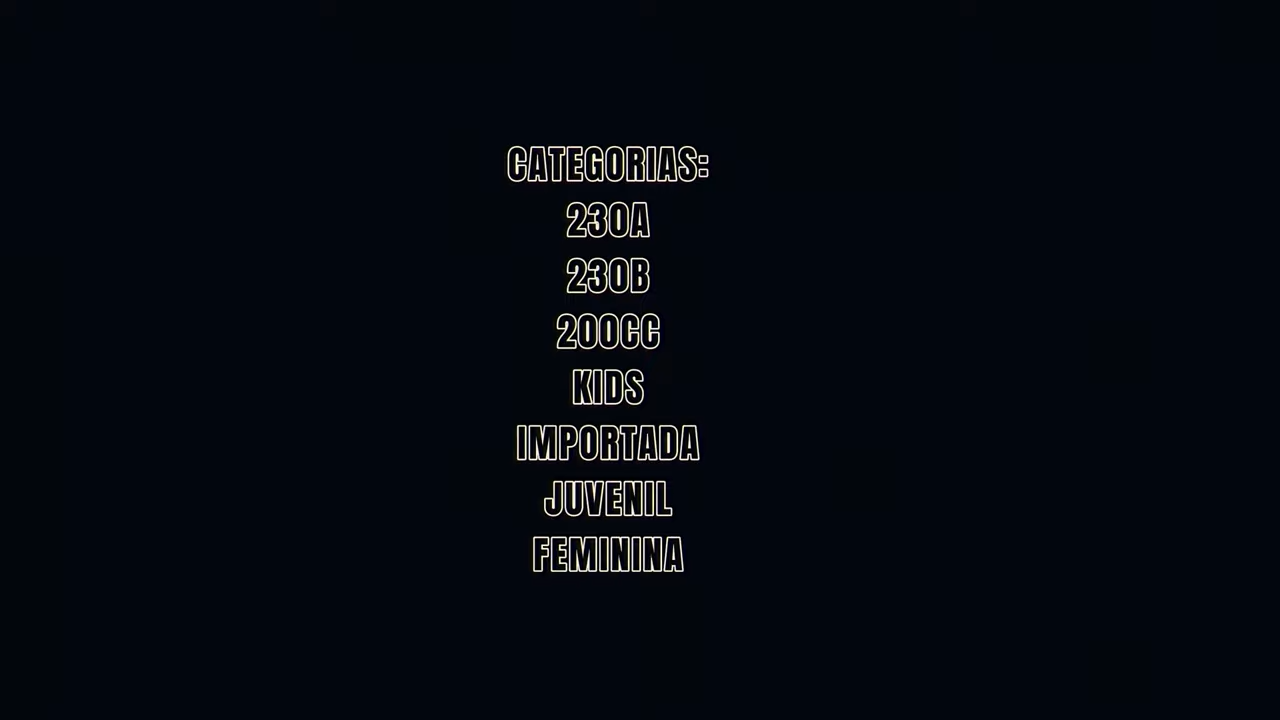 CATEGORIAS:
230A
230B
200CC
KIDS
IMPORTADA
JUVENIL
FEMININA